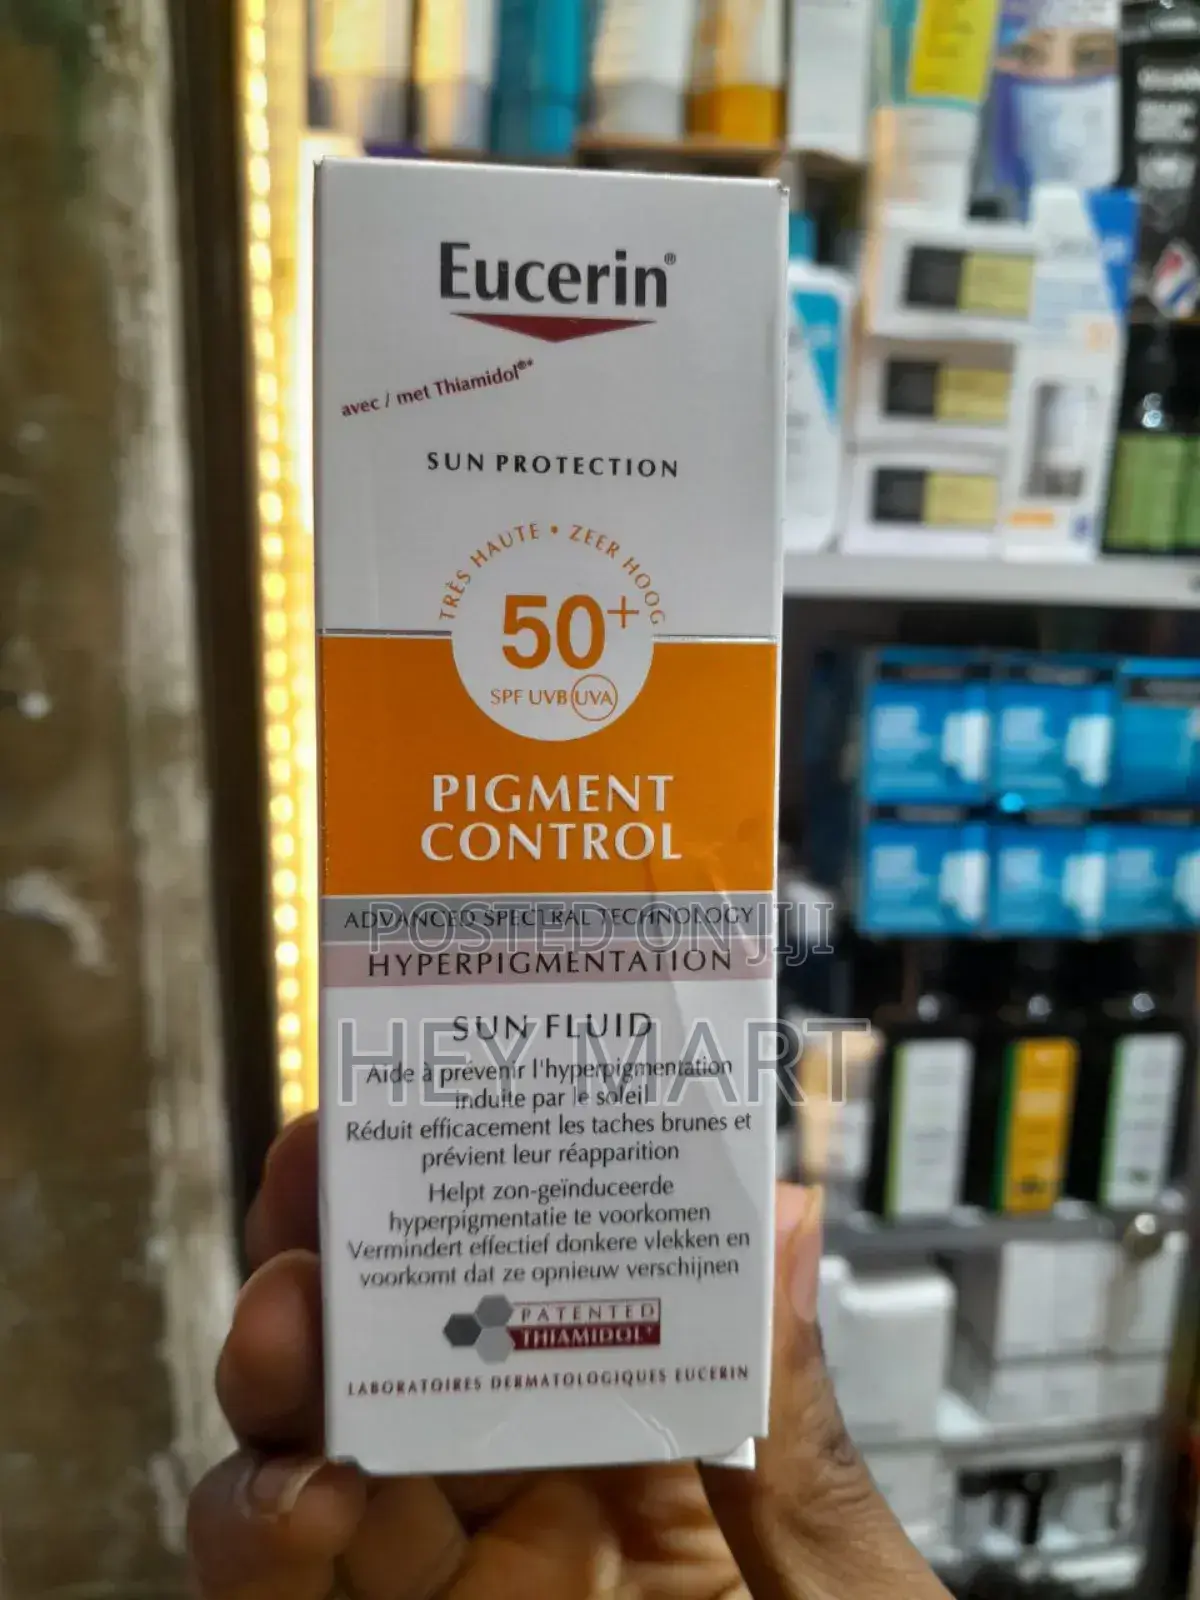 Eucerin®
avec / met Thiamidol®*
SUN PROTECTION
TRÈS HAUTE • ZEER HOOG
50+
SPF UVB UVA
PIGMENT
CONTROL
ADVANCED SPECTRAL TECHNOLOGY
POSTED ON JIJI
HYPERPIGMENTATION
SUN FLUID
HEY MART
Aide à prévenir l'hyperpigmentation
induite par le soleil
Réduit efficacement les taches brunes et
prévient leur réapparition
Helpt zon-geïnduceerde
hyperpigmentatie te voorkomen
Vermindert effectief donkere vlekken en
voorkomt dat ze opnieuw verschijnen
PATENTED
THIAMIDOL*
LABORATOIRES DERMATOLOGIQUES EUCERIN